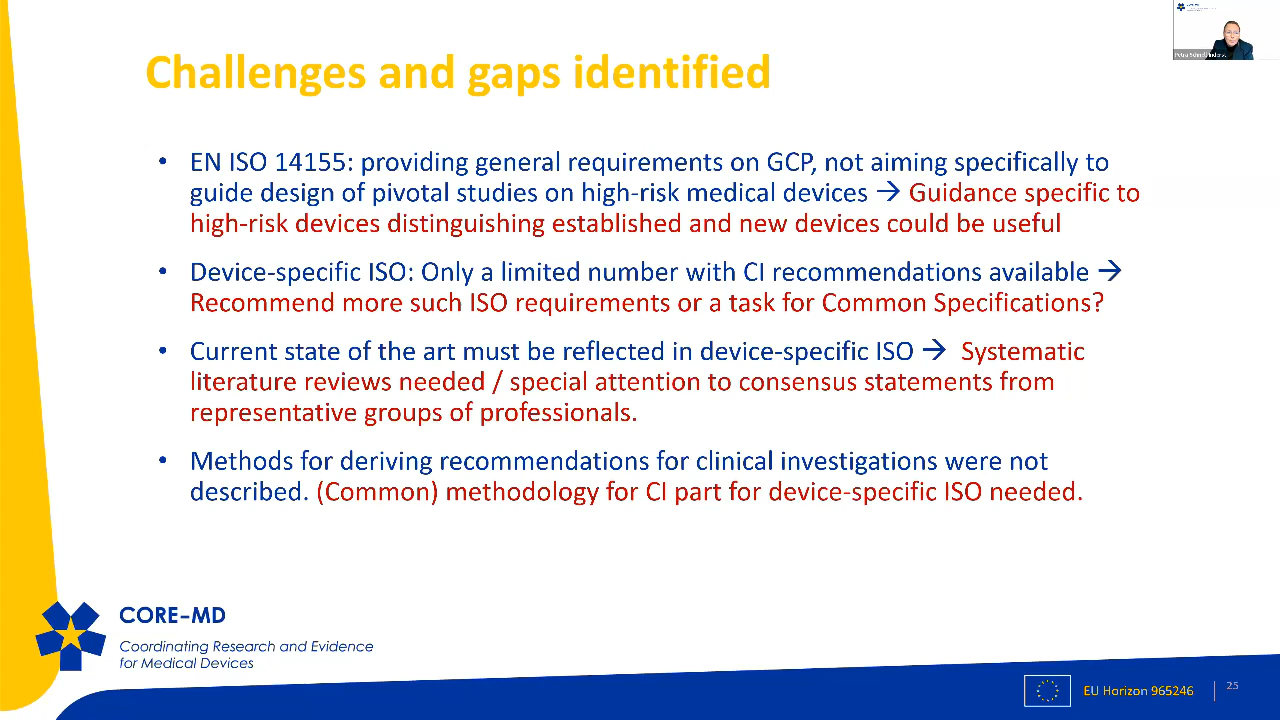 Challenges and gaps identified
• EN ISO 14155: providing general requirements on GCP, not aiming specifically to
guide design of pivotal studies on high-risk medical devices → Guidance specific to
high-risk devices distinguishing established and new devices could be useful
• Device-specific ISO: Only a limited number with CI recommendations available →
Recommend more such ISO requirements or a task for Common Specifications?
• Current state of the art must be reflected in device-specific ISO → Systematic
literature reviews needed / special attention to consensus statements from
representative groups of professionals.
• Methods for deriving recommendations for clinical investigations were not
described. (Common) methodology for CI part for device-specific ISO needed.
CORE-MD
Coordinating Research and Evidence
for Medical Devices
EU Horizon 965246
25